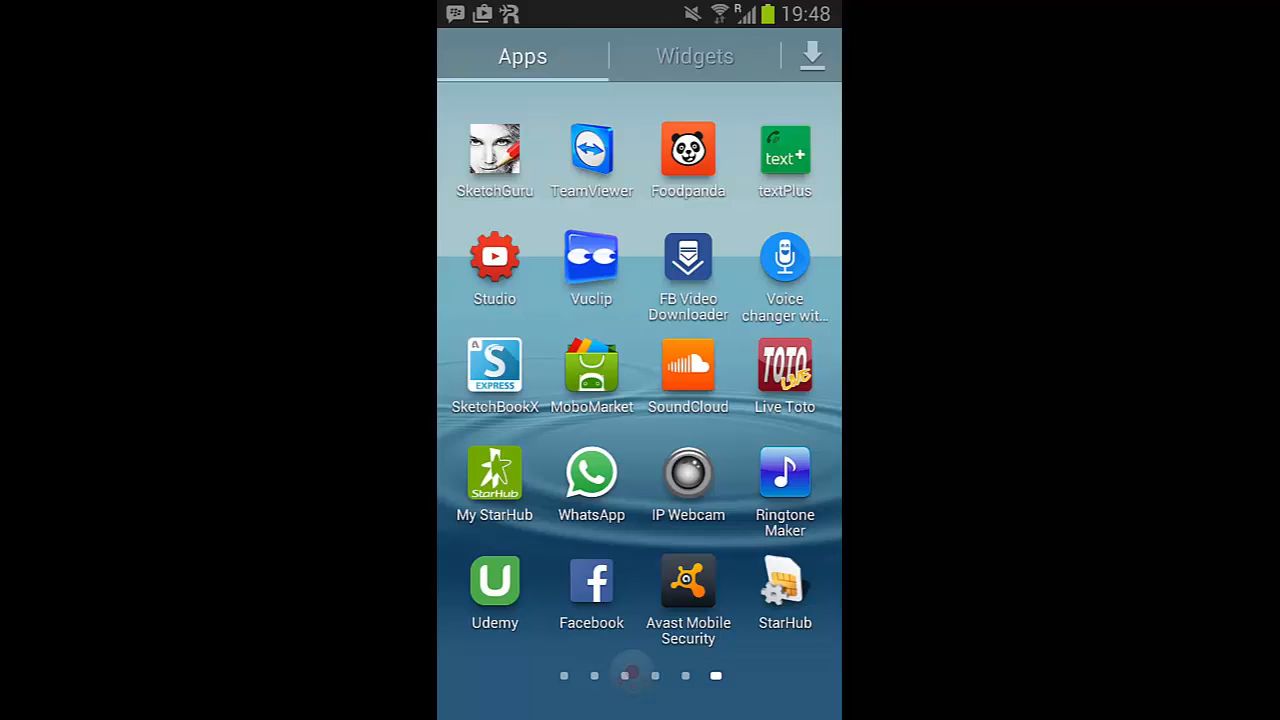 R 19:48
Apps Widgets
text+
SketchGuru TeamViewer Foodpanda textPlus
Studio Vuclip FB Video Downloader Voice changer wit...
A S EXPRESS TOTO LIVE
SketchBookX MoboMarket SoundCloud Live Toto
StarHub
My StarHub WhatsApp IP Webcam Ringtone Maker
U f
Udemy Facebook Avast Mobile Security StarHub